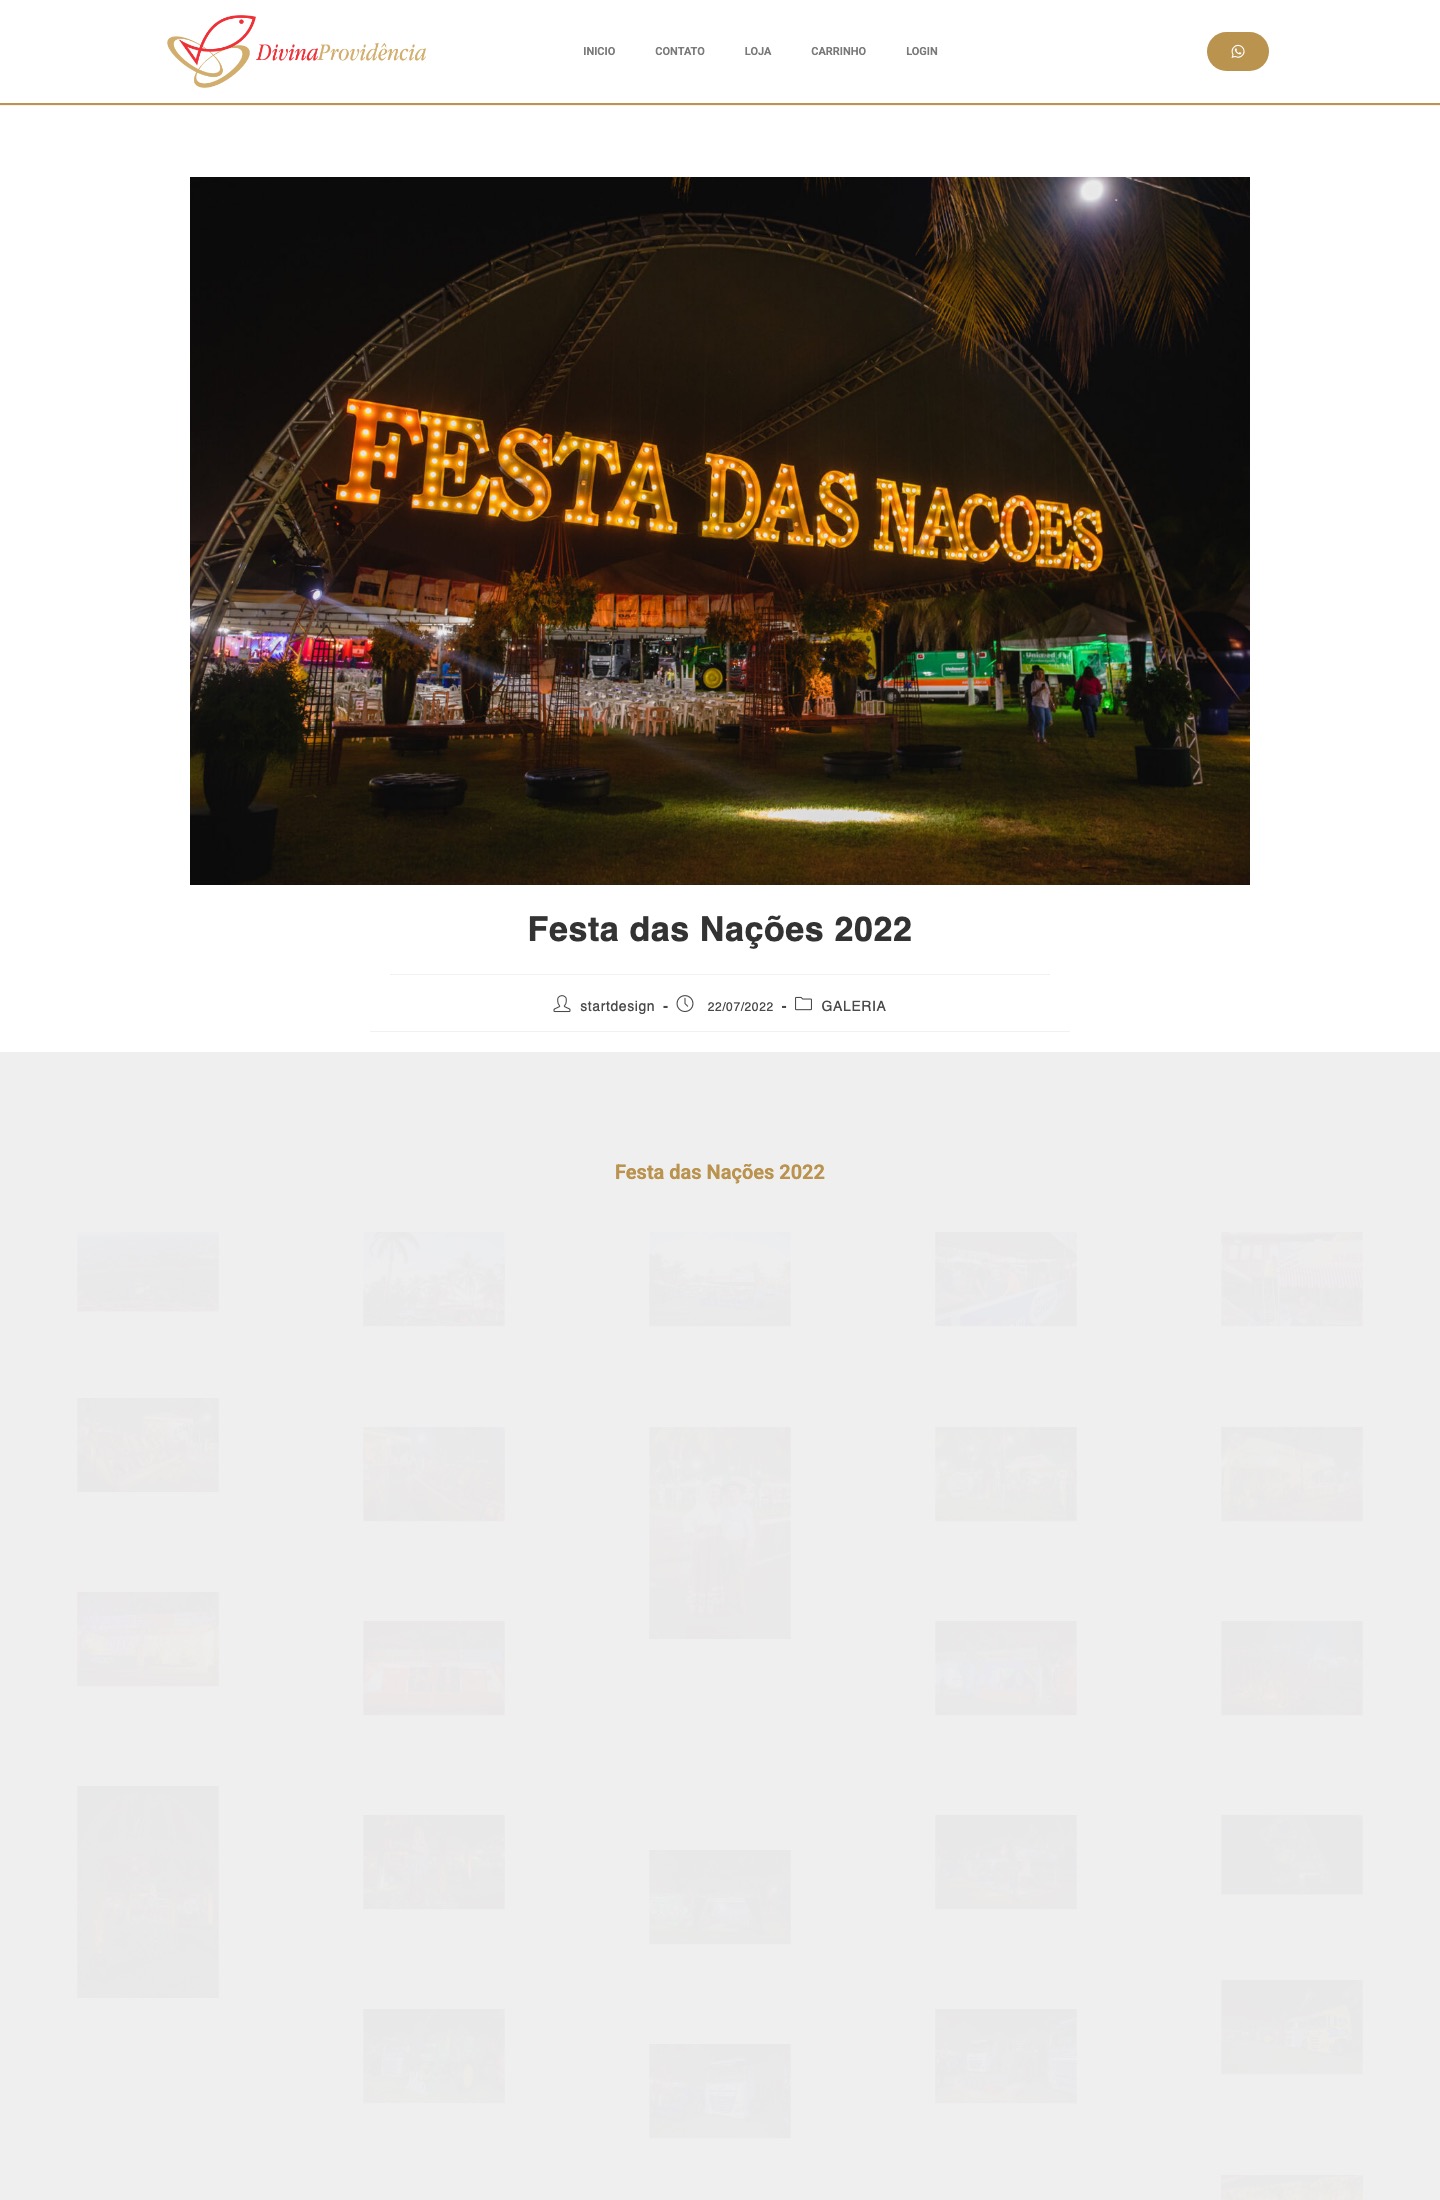 DivinaProvidência
INICIO
CONTATO
LOJA
CARRINHO
LOGIN
FESTA DAS NACOES
Unimed
Festa das Nações 2022
startdesign - 22/07/2022 - GALERIA
Festa das Nações 2022